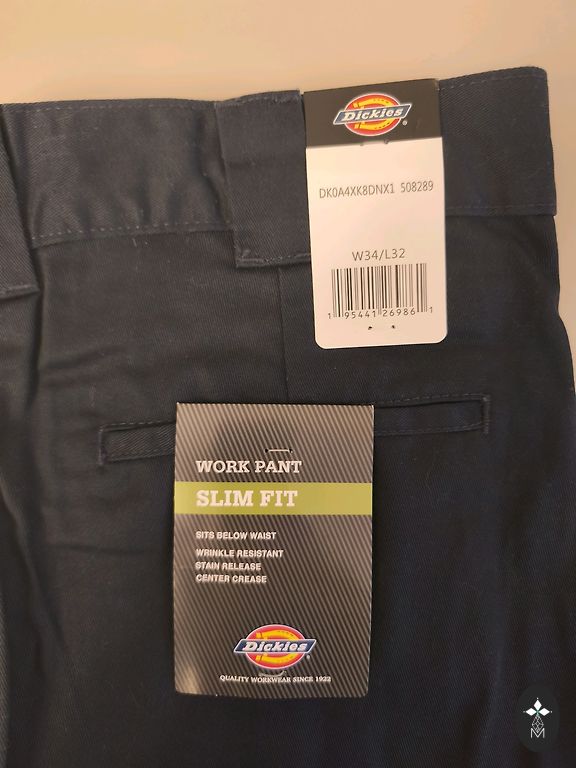 Dickies
DK0A4XK8DNX1 508289
W34/L32
1 95441 26986 1
WORK PANT
SLIM FIT
SITS BELOW WAIST
WRINKLE RESISTANT
STAIN RELEASE
CENTER CREASE
Dickies
QUALITY WORKWEAR SINCE 1922
M